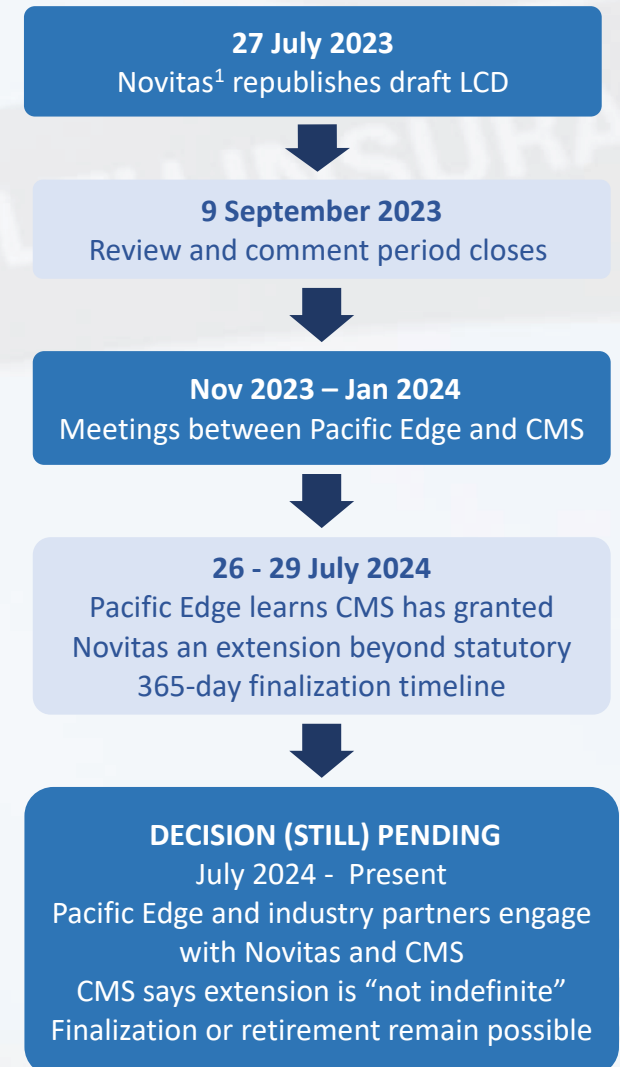 27 July 2023
Novitas¹ republishes draft LCD
9 September 2023
Review and comment period closes
Nov 2023 – Jan 2024
Meetings between Pacific Edge and CMS
26 - 29 July 2024
Pacific Edge learns CMS has granted
Novitas an extension beyond statutory
365-day finalization timeline
DECISION (STILL) PENDING
July 2024 - Present
Pacific Edge and industry partners engage
with Novitas and CMS
CMS says extension is “not indefinite”
Finalization or retirement remain possible